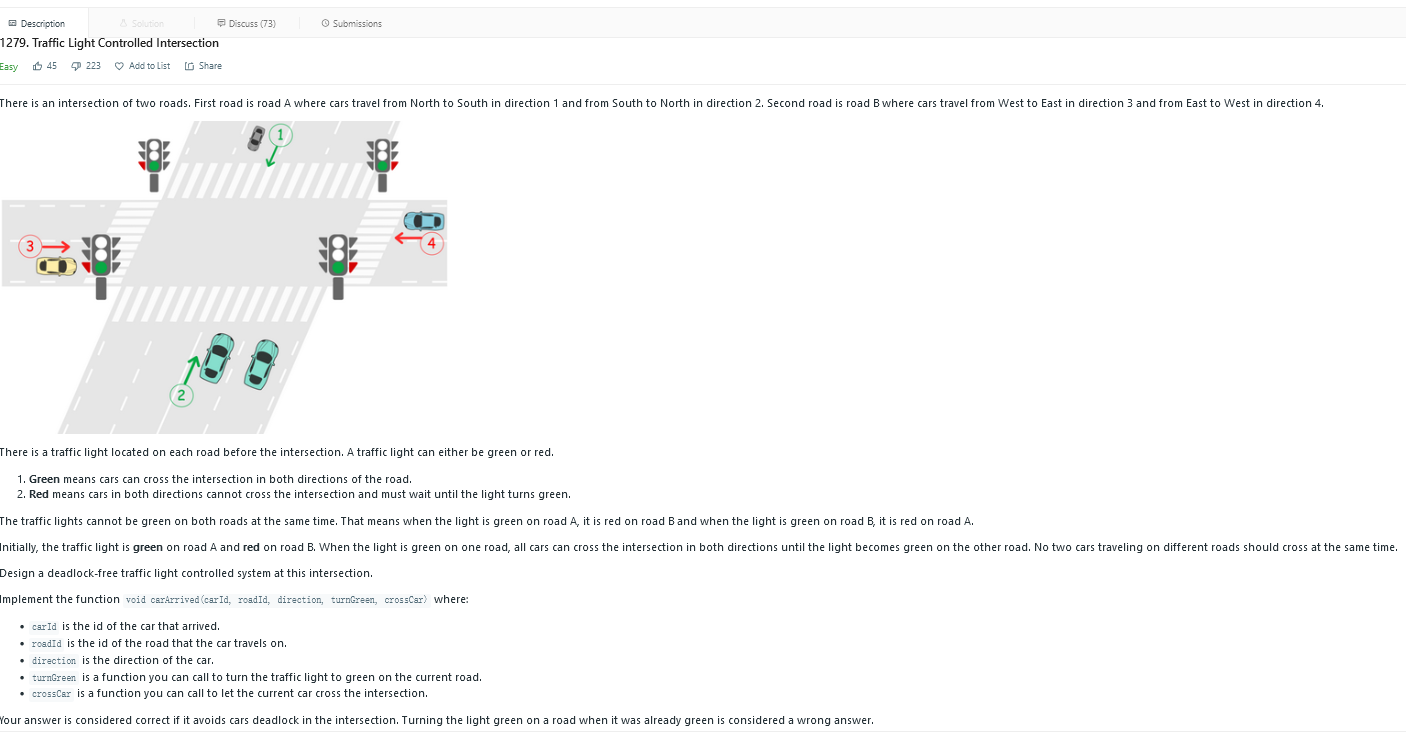 Description Solution Discuss (73) Submissions
1279. Traffic Light Controlled Intersection
Easy 45 223 Add to List Share
There is an intersection of two roads. First road is road A where cars travel from North to South in direction 1 and from South to North in direction 2. Second road is road B where cars travel from West to East in direction 3 and from East to West in direction 4.
1
3
4
2
There is a traffic light located on each road before the intersection. A traffic light can either be green or red.
1. Green means cars can cross the intersection in both directions of the road.
2. Red means cars in both directions cannot cross the intersection and must wait until the light turns green.
The traffic lights cannot be green on both roads at the same time. That means when the light is green on road A, it is red on road B and when the light is green on road B, it is red on road A.
Initially, the traffic light is green on road A and red on road B. When the light is green on one road, all cars can cross the intersection in both directions until the light becomes green on the other road. No two cars traveling on different roads should cross at the same time.
Design a deadlock-free traffic light controlled system at this intersection.
Implement the function void carArrived(carId, roadId, direction, turnGreen, crossCar) where:
• carId is the id of the car that arrived.
• roadId is the id of the road that the car travels on.
• direction is the direction of the car.
• turnGreen is a function you can call to turn the traffic light to green on the current road.
• crossCar is a function you can call to let the current car cross the intersection.
Your answer is considered correct if it avoids cars deadlock in the intersection. Turning the light green on a road when it was already green is considered a wrong answer.